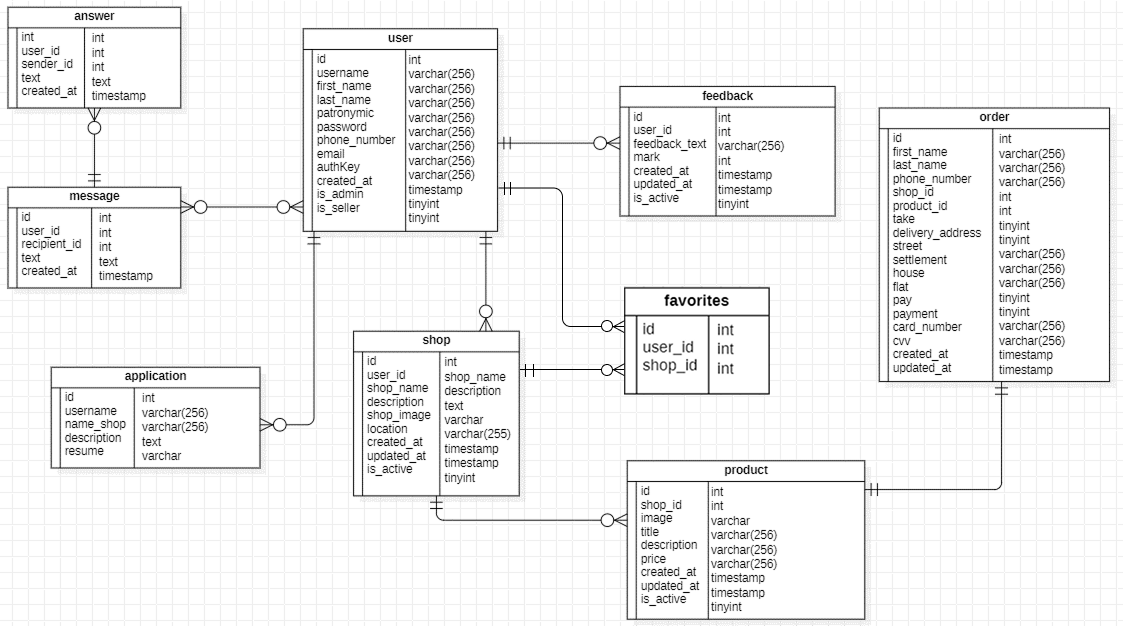 answer
int int
user_id int
sender_id int
text text
created_at timestamp
user
id int
username varchar(256)
first_name varchar(256)
last_name varchar(256)
patronymic varchar(256)
password varchar(256)
phone_number varchar(256)
email varchar(256)
authKey varchar(256)
created_at timestamp
is_admin tinyint
is_seller tinyint
feedback
id int
user_id int
feedback_text varchar(256)
mark int
created_at timestamp
updated_at timestamp
is_active tinyint
order
id int
first_name varchar(256)
last_name varchar(256)
phone_number varchar(256)
shop_id int
product_id int
take tinyint
delivery_address tinyint
street varchar(256)
settlement varchar(256)
house varchar(256)
flat tinyint
pay tinyint
payment varchar(256)
card_number varchar(256)
cvv timestamp
created_at timestamp
updated_at
message
id int
user_id int
recipient_id int
text text
created_at timestamp
favorites
id int
user_id int
shop_id int
shop
id int
user_id shop_name
shop_name description
description text
shop_image varchar
location varchar(255)
created_at timestamp
updated_at timestamp
is_active tinyint
application
id int
username varchar(256)
name_shop varchar(256)
description text
resume varchar
product
id int
shop_id int
image varchar
title varchar(256)
description varchar(256)
price varchar(256)
created_at timestamp
updated_at timestamp
is_active tinyint